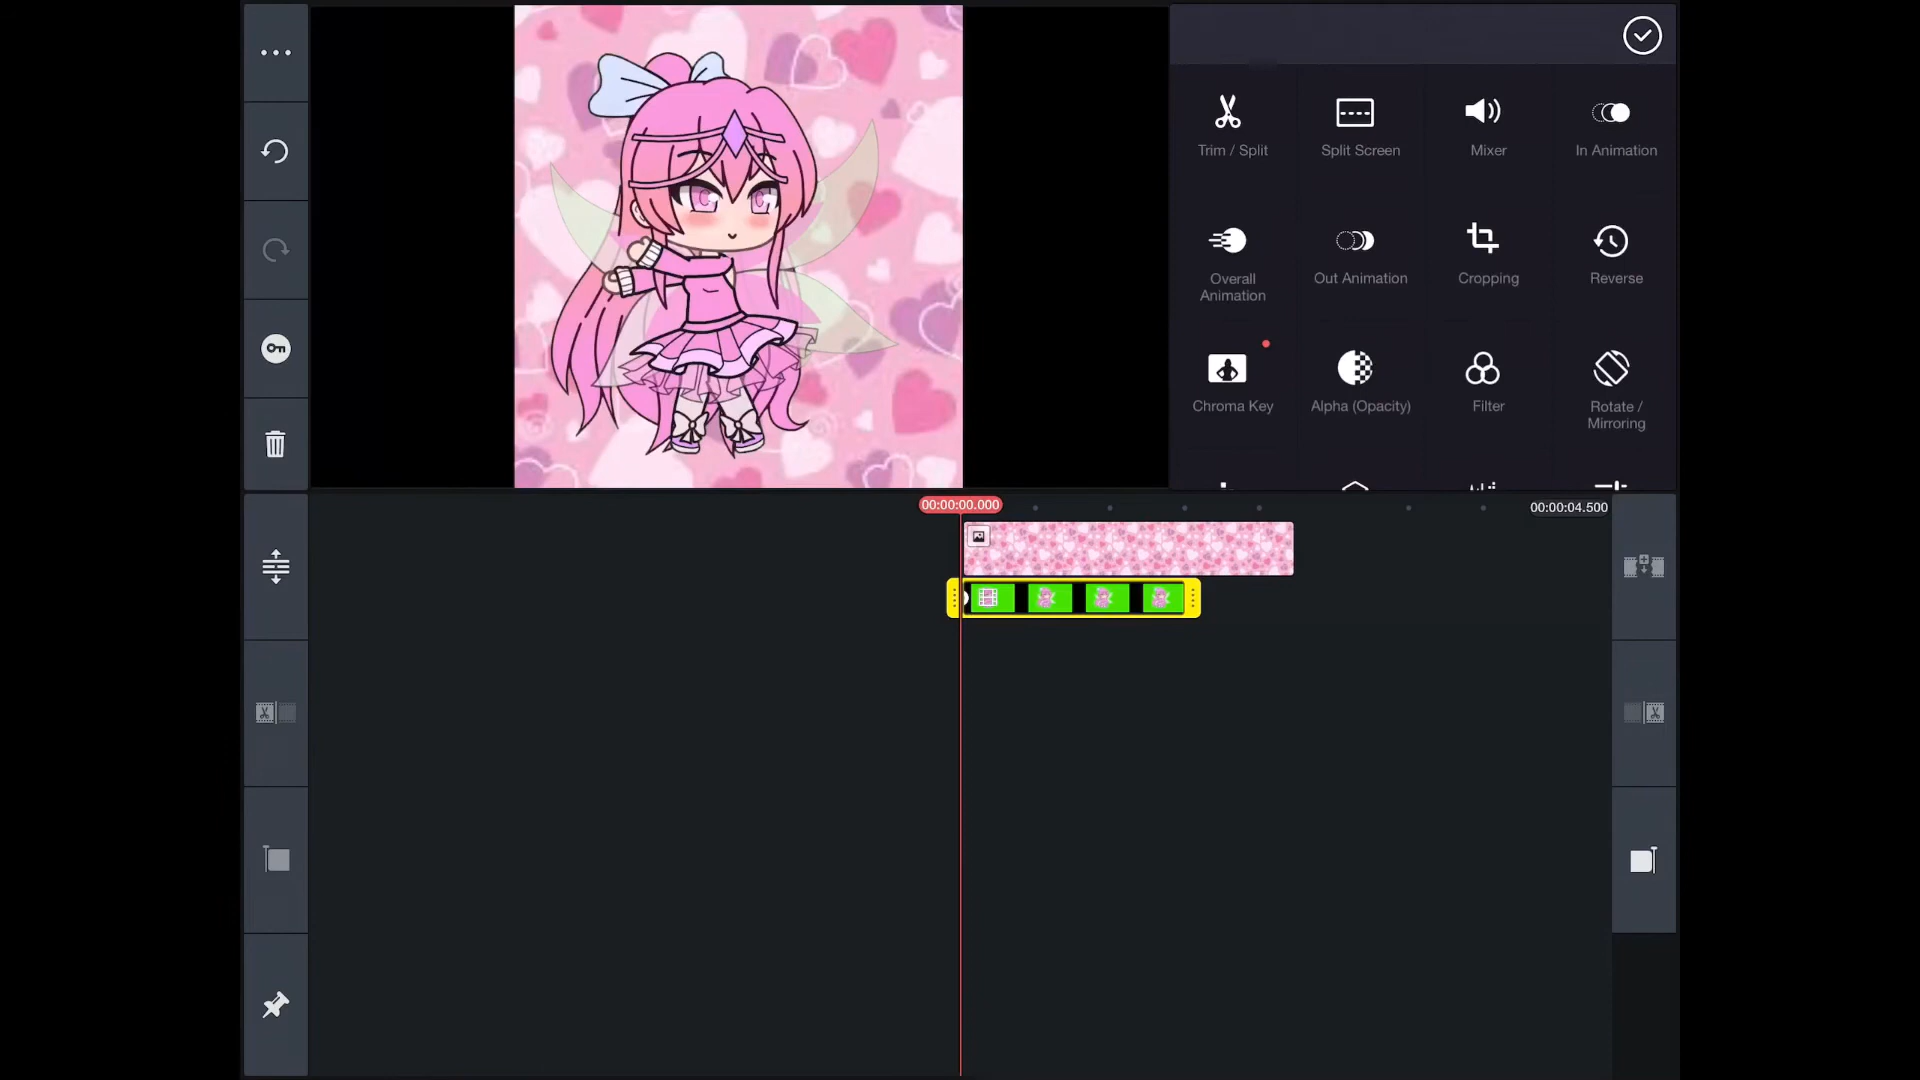 Trim / Split
Split Screen
Mixer
In Animation
Overall
Animation
Out Animation
Cropping
Reverse
Chroma Key
Alpha (Opacity)
Filter
Rotate /
Mirroring
00:00:00.000
00:00:04.500